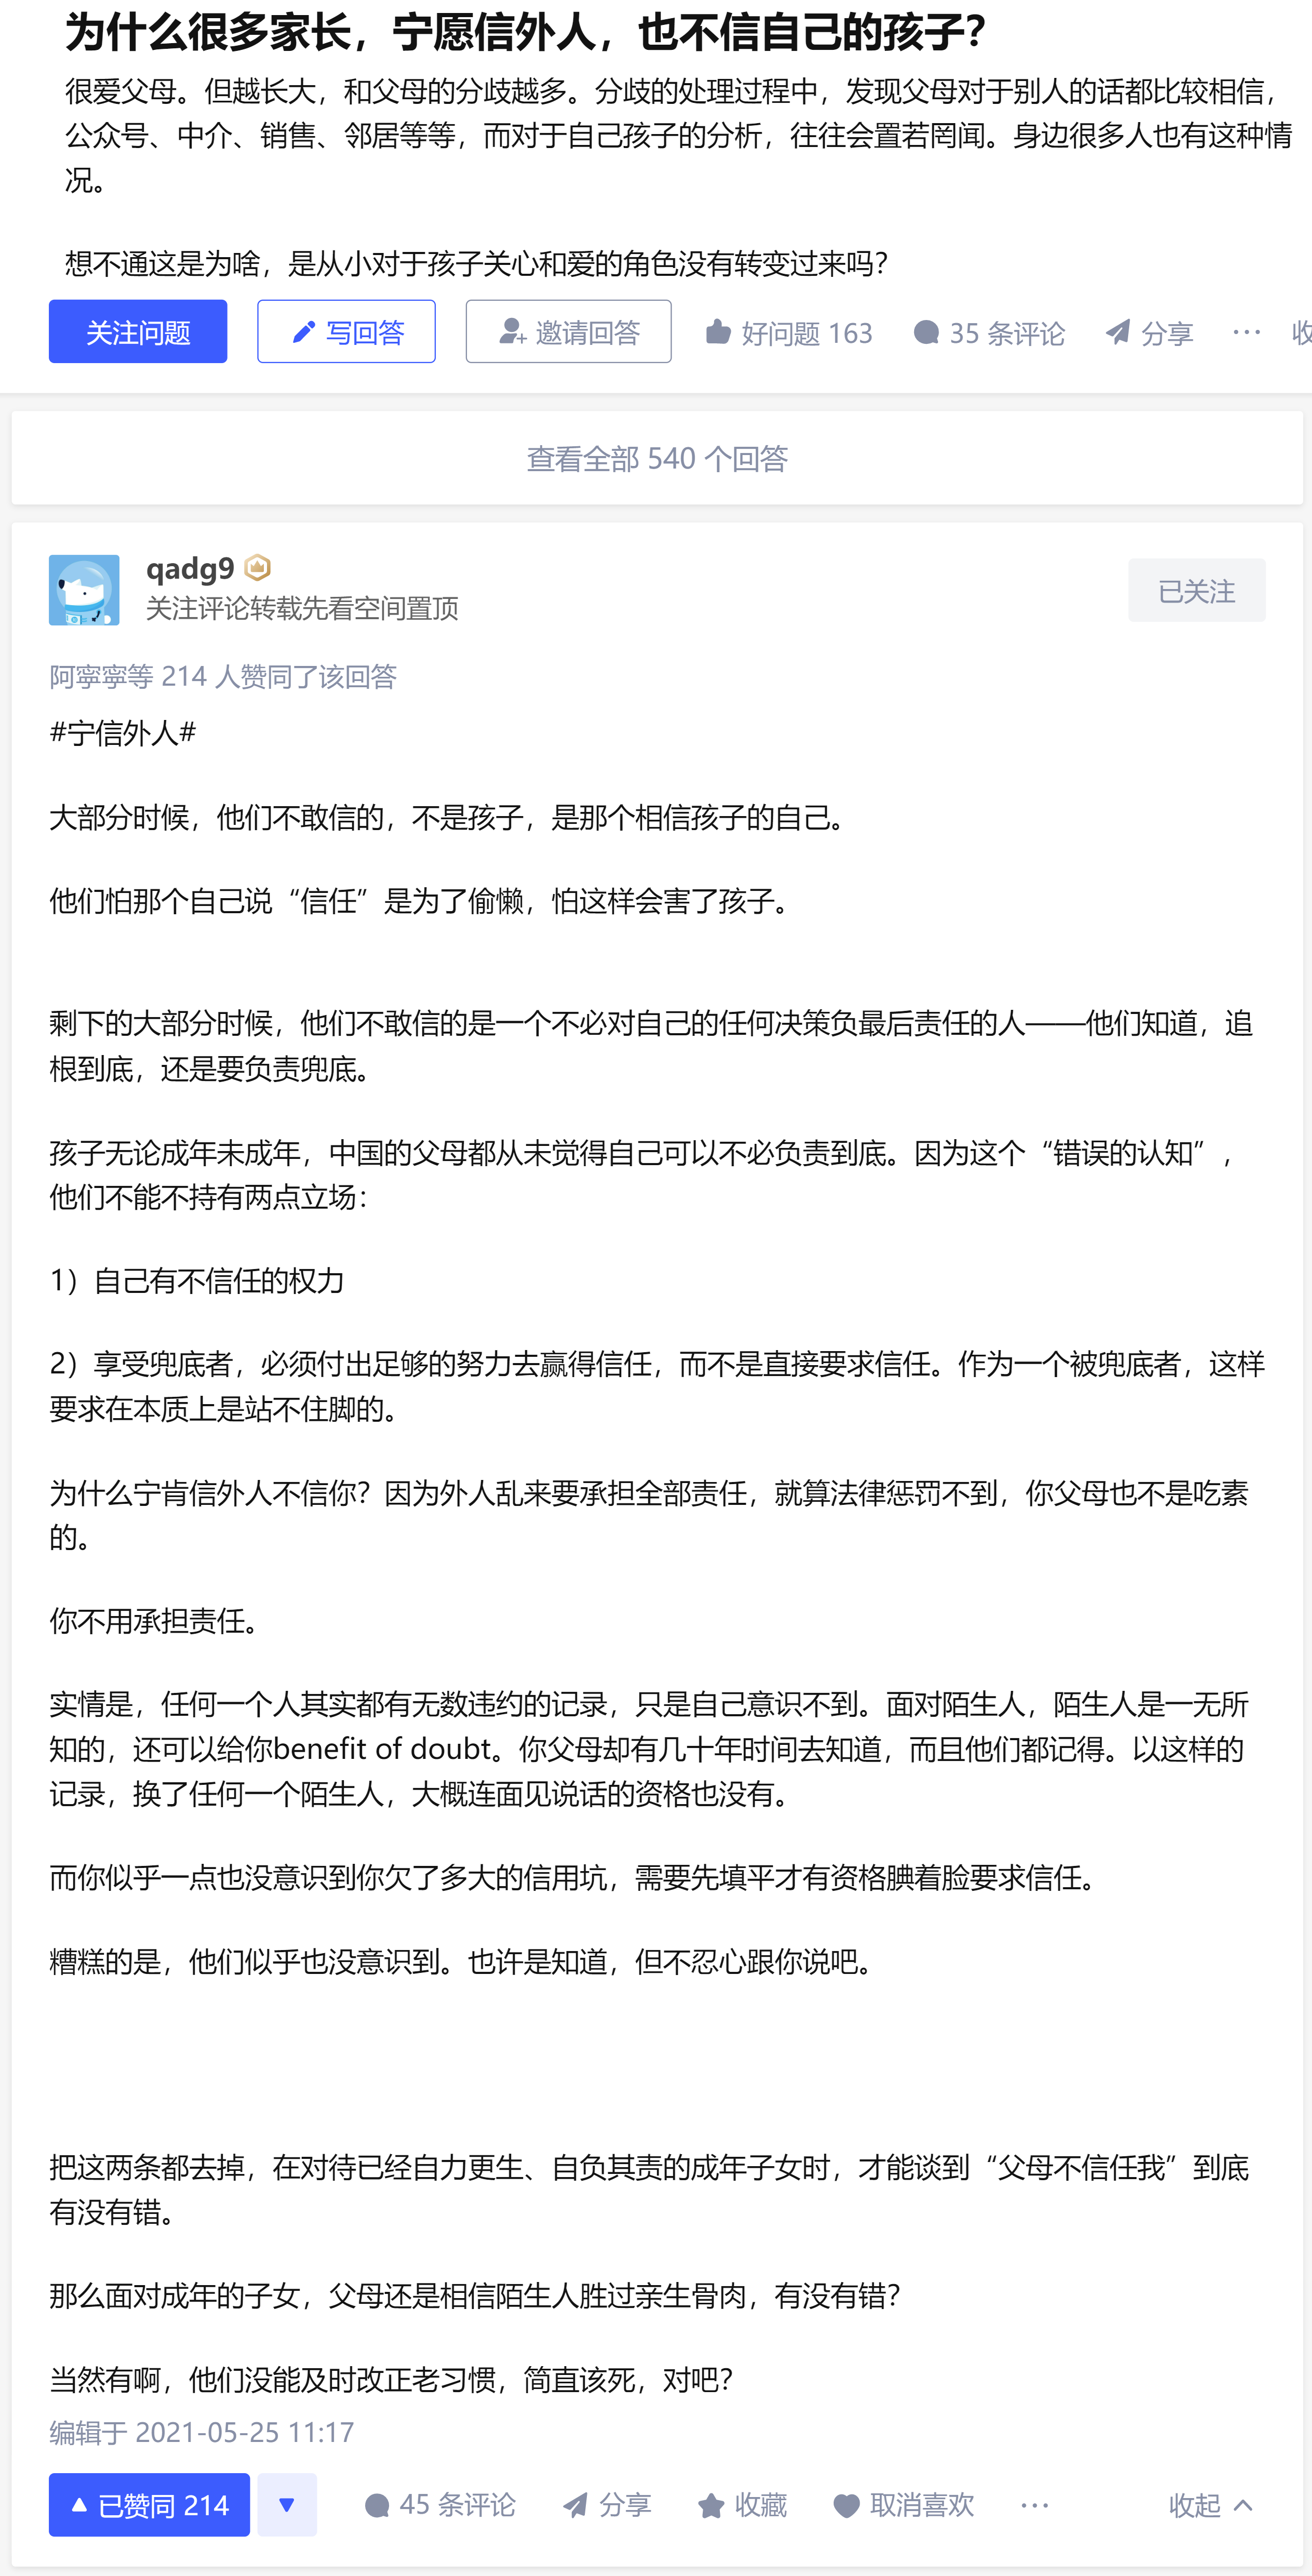 为什么很多家长，宁愿信外人，也不信自己的孩子？
很爱父母。但越长大，和父母的分歧越多。分歧的处理过程中，发现父母对于别人的话都比较相信，
公众号、中介、销售、邻居等等，而对于自己孩子的分析，往往会置若罔闻。身边很多人也有这种情
况。
想不通这是为啥，是从小对于孩子关心和爱的角色没有转变过来吗？
关注问题 写回答 邀请回答 好问题 163 35 条评论 分享 ··· 收
查看全部 540 个回答
qadg9
关注评论转载先看空间置顶
已关注
阿寧寧等 214 人赞同了该回答
#宁信外人#
大部分时候，他们不敢信的，不是孩子，是那个相信孩子的自己。
他们怕那个自己说“信任”是为了偷懒，怕这样会害了孩子。
剩下的大部分时候，他们不敢信的是一个不必对自己的任何决策负最后责任的人——他们知道，追
根到底，还是要负责兜底。
孩子无论成年未成年，中国的父母都从未觉得自己可以不必负责到底。因为这个“错误的认知”，
他们不能不持有两点立场：
1）自己有不信任的权力
2）享受兜底者，必须付出足够的努力去赢得信任，而不是直接要求信任。作为一个被兜底者，这样
要求在本质上是站不住脚的。
为什么宁肯信外人不信你？因为外人乱来要承担全部责任，就算法律惩罚不到，你父母也不是吃素
的。
你不用承担责任。
实情是，任何一个人其实都有无数违约的记录，只是自己意识不到。面对陌生人，陌生人是一无所
知的，还可以给你benefit of doubt。你父母却有几十年时间去知道，而且他们都记得。以这样的
记录，换了任何一个陌生人，大概连面见说话的资格也没有。
而你似乎一点也没意识到你欠了多大的信用坑，需要先填平才有资格腆着脸要求信任。
糟糕的是，他们似乎也没意识到。也许是知道，但不忍心跟你说吧。
把这两条都去掉，在对待已经自力更生、自负其责的成年子女时，才能谈到“父母不信任我”到底
有没有错。
那么面对成年的子女，父母还是相信陌生人胜过亲生骨肉，有没有错？
当然有啊，他们没能及时改正老习惯，简直该死，对吧？
编辑于 2021-05-25 11:17
已赞同 214 45 条评论 分享 收藏 取消喜欢 ··· 收起